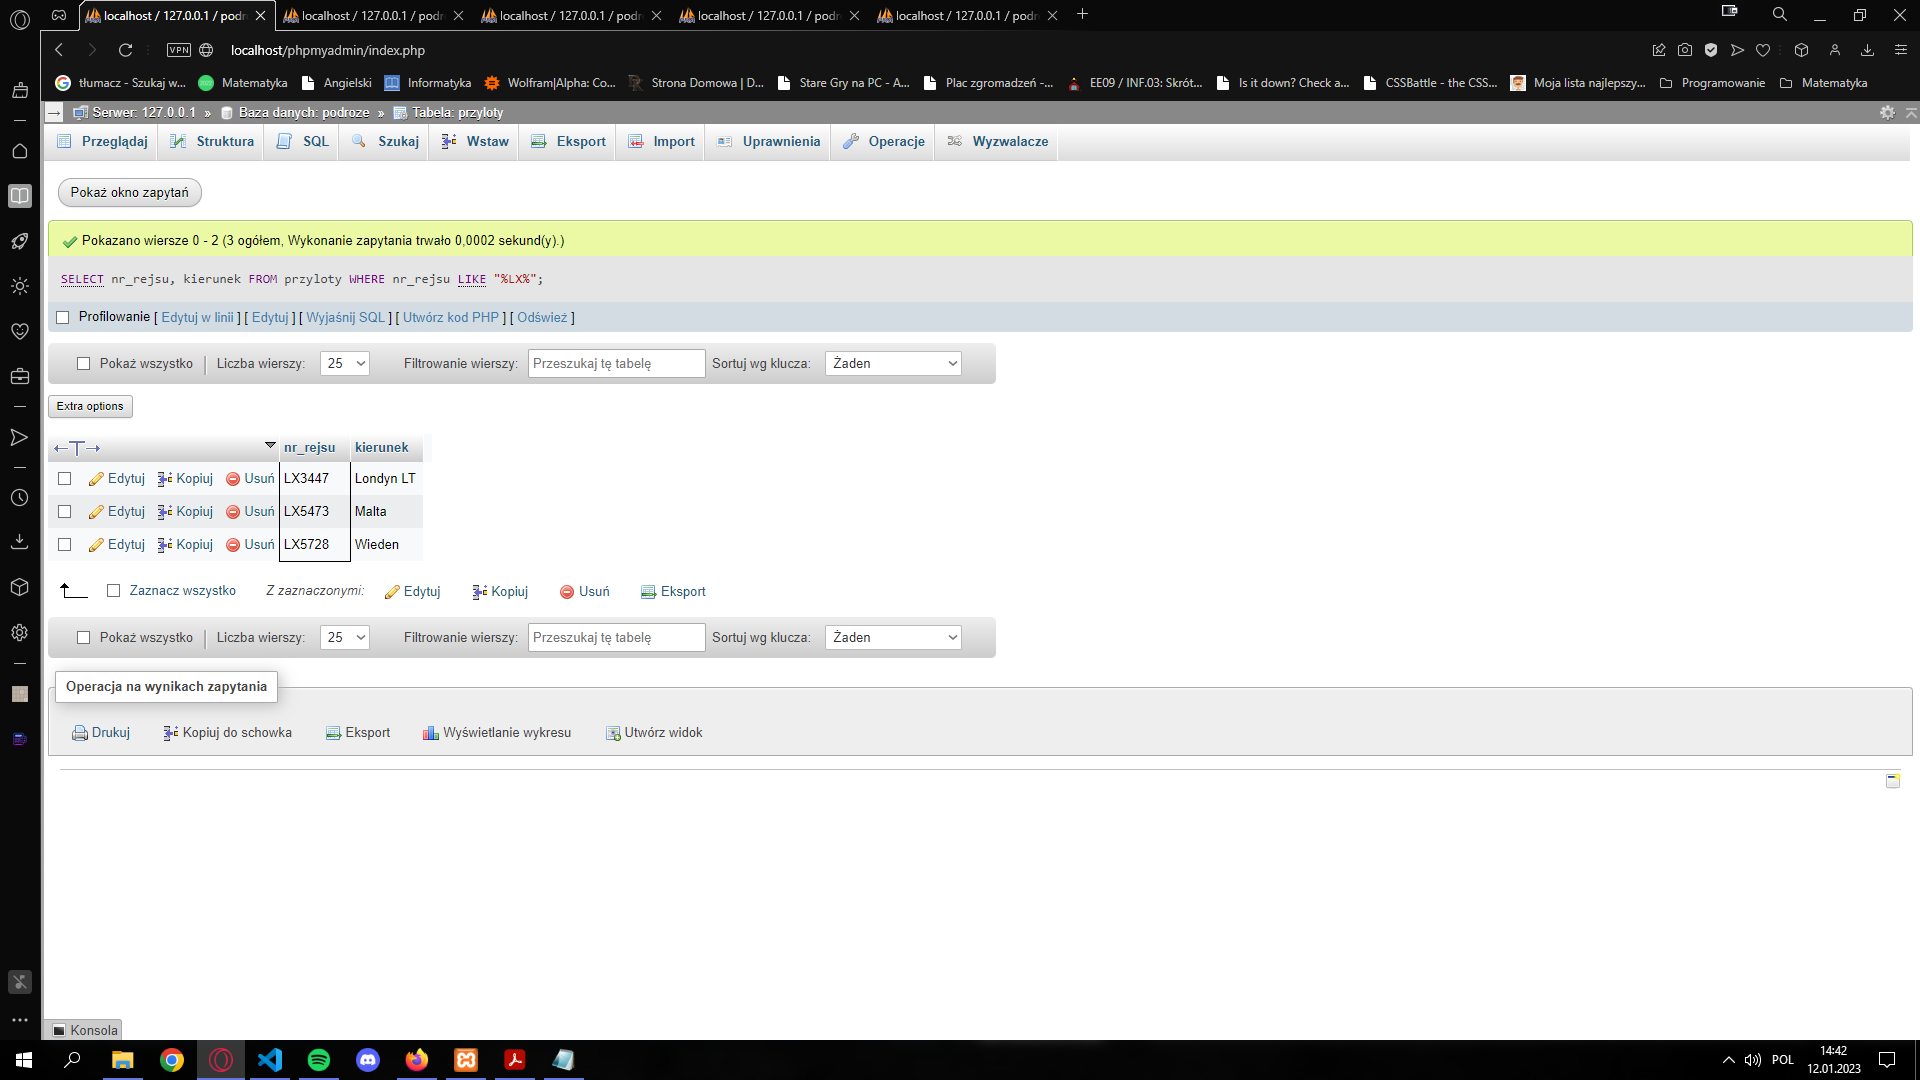 localhost / 127.0.0.1 / podr
localhost / 127.0.0.1 / podr
localhost / 127.0.0.1 / podr
localhost / 127.0.0.1 / podr
localhost / 127.0.0.1 / podr
VPN localhost/phpmyadmin/index.php
tłumacz - Szukaj w... Matematyka Angielski Informatyka Wolfram|Alpha: Co... Strona Domowa | D... Stare Gry na PC - A... Plac zgromadzeń -... EE09 / INF.03: Skrót... Is it down? Check a... CSSBattle - the CSS... Moja lista najlepszy... Programowanie Matematyka
Serwer: 127.0.0.1 » Baza danych: podroze » Tabela: przyloty
Przeglądaj Struktura SQL Szukaj Wstaw Eksport Import Uprawnienia Operacje Wyzwalacze
Pokaż okno zapytań
Pokazano wiersze 0 - 2 (3 ogółem, Wykonanie zapytania trwało 0,0002 sekund(y).)
SELECT nr_rejsu, kierunek FROM przyloty WHERE nr_rejsu LIKE "%LX%";
Profilowanie [ Edytuj w linii ] [ Edytuj ] [ Wyjaśnij SQL ] [ Utwórz kod PHP ] [ Odśwież ]
Pokaż wszystko Liczba wierszy: 25 Filtrowanie wierszy: Przeszukaj tę tabelę Sortuj wg klucza: Żaden
Extra options
nr_rejsu kierunek
Edytuj Kopiuj Usuń LX3447 Londyn LT
Edytuj Kopiuj Usuń LX5473 Malta
Edytuj Kopiuj Usuń LX5728 Wieden
Zaznacz wszystko Z zaznaczonymi: Edytuj Kopiuj Usuń Eksport
Pokaż wszystko Liczba wierszy: 25 Filtrowanie wierszy: Przeszukaj tę tabelę Sortuj wg klucza: Żaden
Operacja na wynikach zapytania
Drukuj Kopiuj do schowka Eksport Wyświetlanie wykresu Utwórz widok
Konsola
POL 14:42
12.01.2023